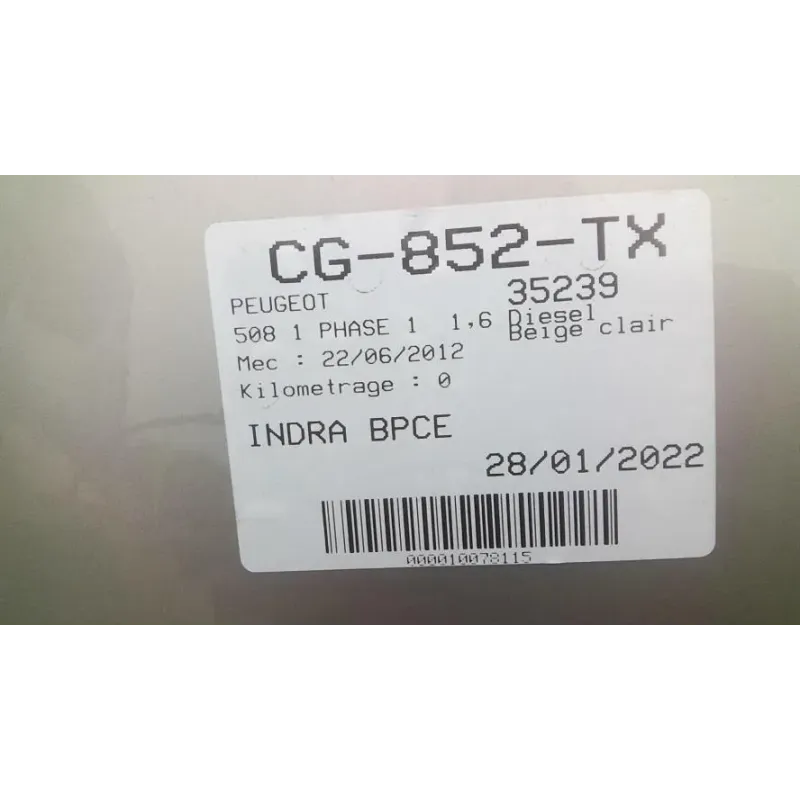 CG-852-TX
PEUGEOT 35239
508 1 PHASE 1 1,6 Diesel
Mec : 22/06/2012 Beige clair
Kilometrage : 0
INDRA BPCE
28/01/2022
000010078115